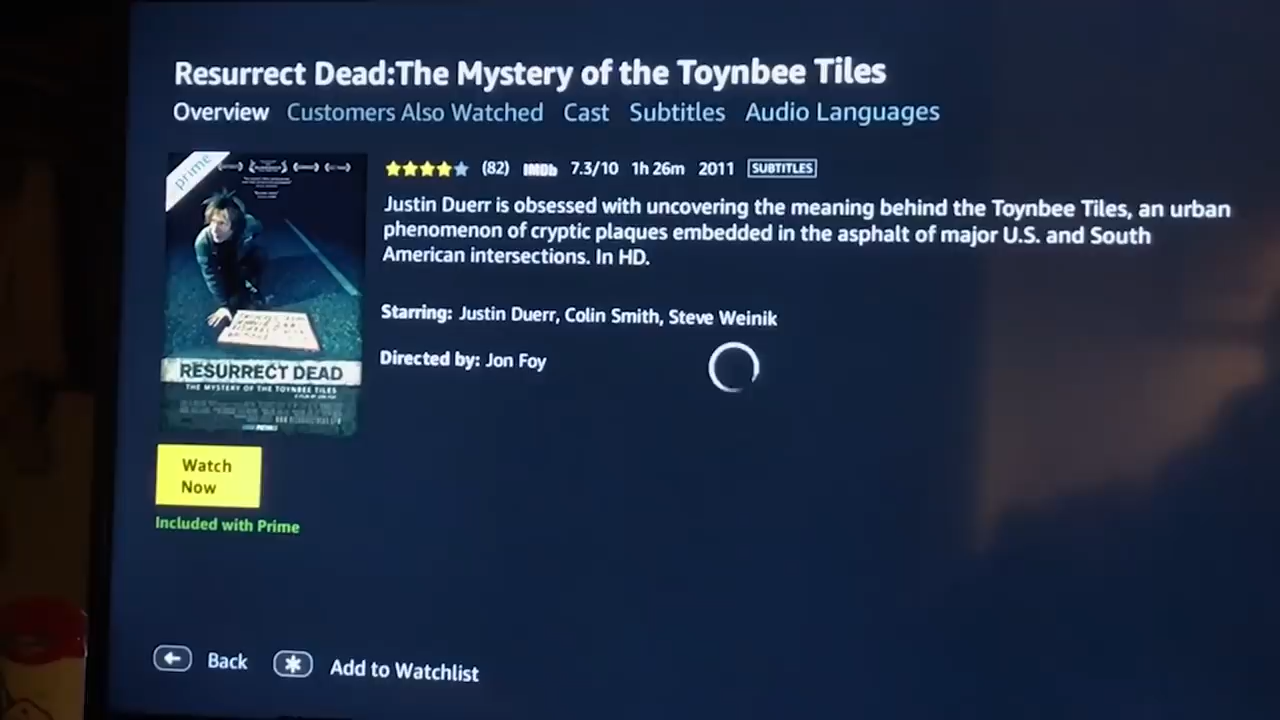 Resurrect Dead:The Mystery of the Toynbee Tiles
Overview Customers Also Watched Cast Subtitles Audio Languages
prime
(82) IMDb 7.3/10 1h 26m 2011 SUBTITLES
Justin Duerr is obsessed with uncovering the meaning behind the Toynbee Tiles, an urban
phenomenon of cryptic plaques embedded in the asphalt of major U.S. and South
American intersections. In HD.
Starring: Justin Duerr, Colin Smith, Steve Weinik
Directed by: Jon Foy
RESURRECT DEAD
THE MYSTERY OF THE TOYNBEE TILES
Watch
Now
Included with Prime
Back Add to Watchlist